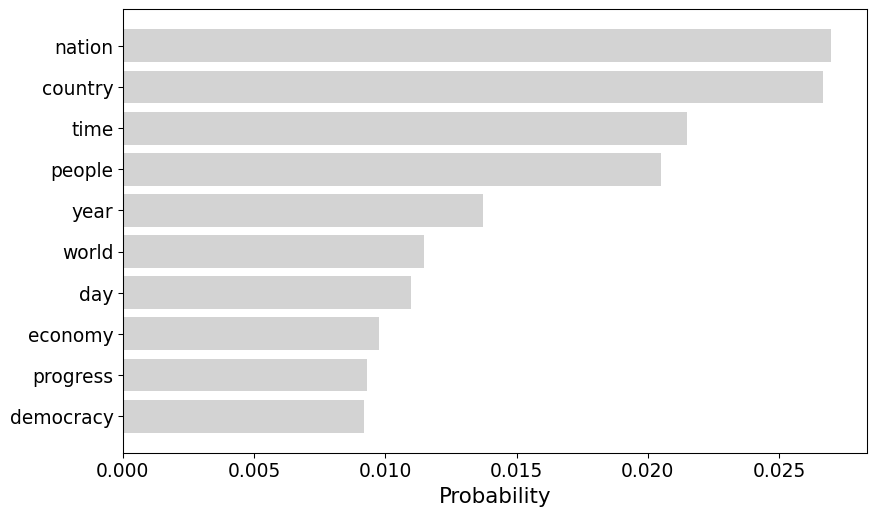 nation
country
time
people
year
world
day
economy
progress
democracy
0.000 0.005 0.010 0.015 0.020 0.025
Probability